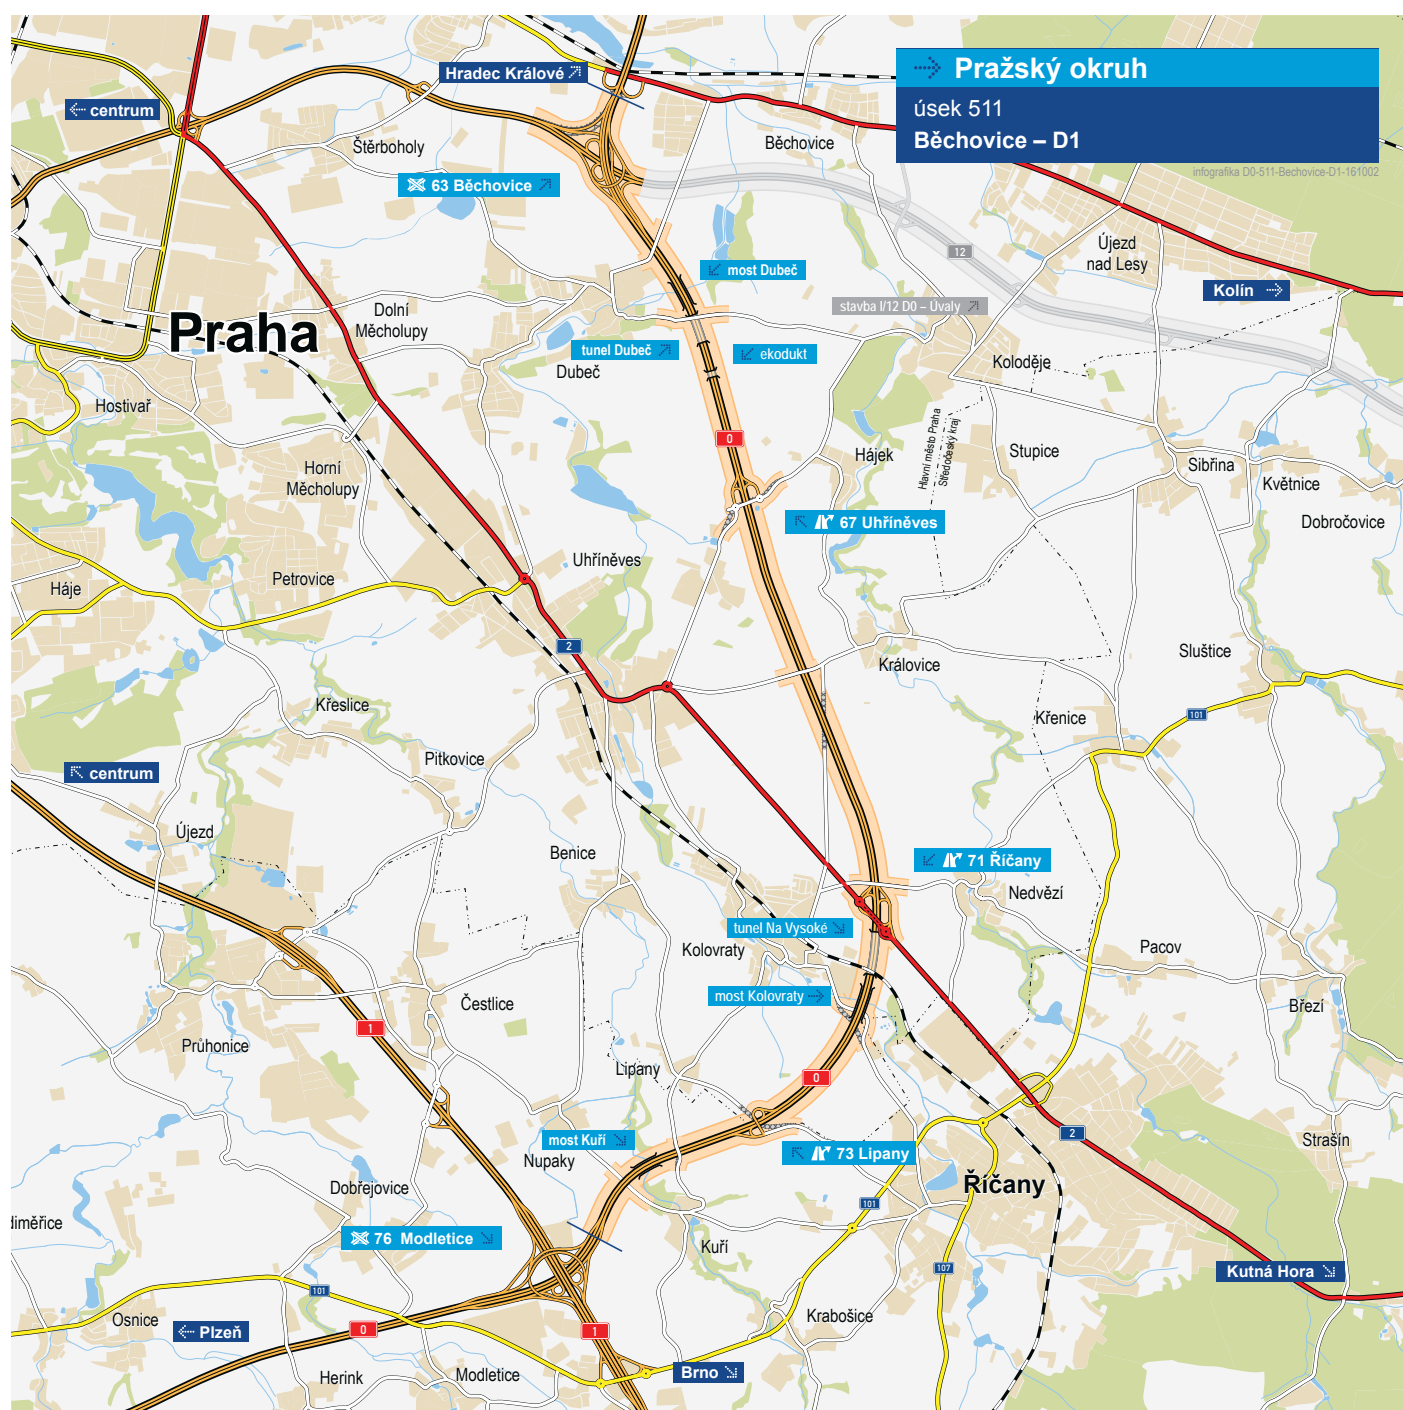 Pražský okruh
úsek 511
Běchovice – D1
infografika D0-511-Bechovice-D1-161002
Hradec Králové
centrum
Štěrboholy
Běchovice
63 Běchovice
Újezd
nad Lesy
12
most Dubeč
Kolín
stavba I/12 D0 – Úvaly
Dolní
Měcholupy
Praha
tunel Dubeč
ekodukt
Koloděje
Dubeč
Hostivař
Hlavní město Praha
Středočeský kraj
0
Hájek
Stupice
Sibřina
Horní
Měcholupy
Květnice
67 Uhříněves
Dobročovice
Uhříněves
Petrovice
Háje
2
Sluštice
Královice
Křeslice
101
Křenice
Pitkovice
centrum
Újezd
Benice
71 Říčany
Nedvězí
tunel Na Vysoké
Kolovraty
Pacov
most Kolovraty
Čestlice
Březí
1
Průhonice
Lipany
0
2
most Kuří
Strašín
73 Lipany
Nupaky
Říčany
Dobřejovice
101
diměřice
76 Modletice
Kuří
107
Kutná Hora
101
Osnice
Krabošice
Plzeň
0
1
Herink
Modletice
Brno